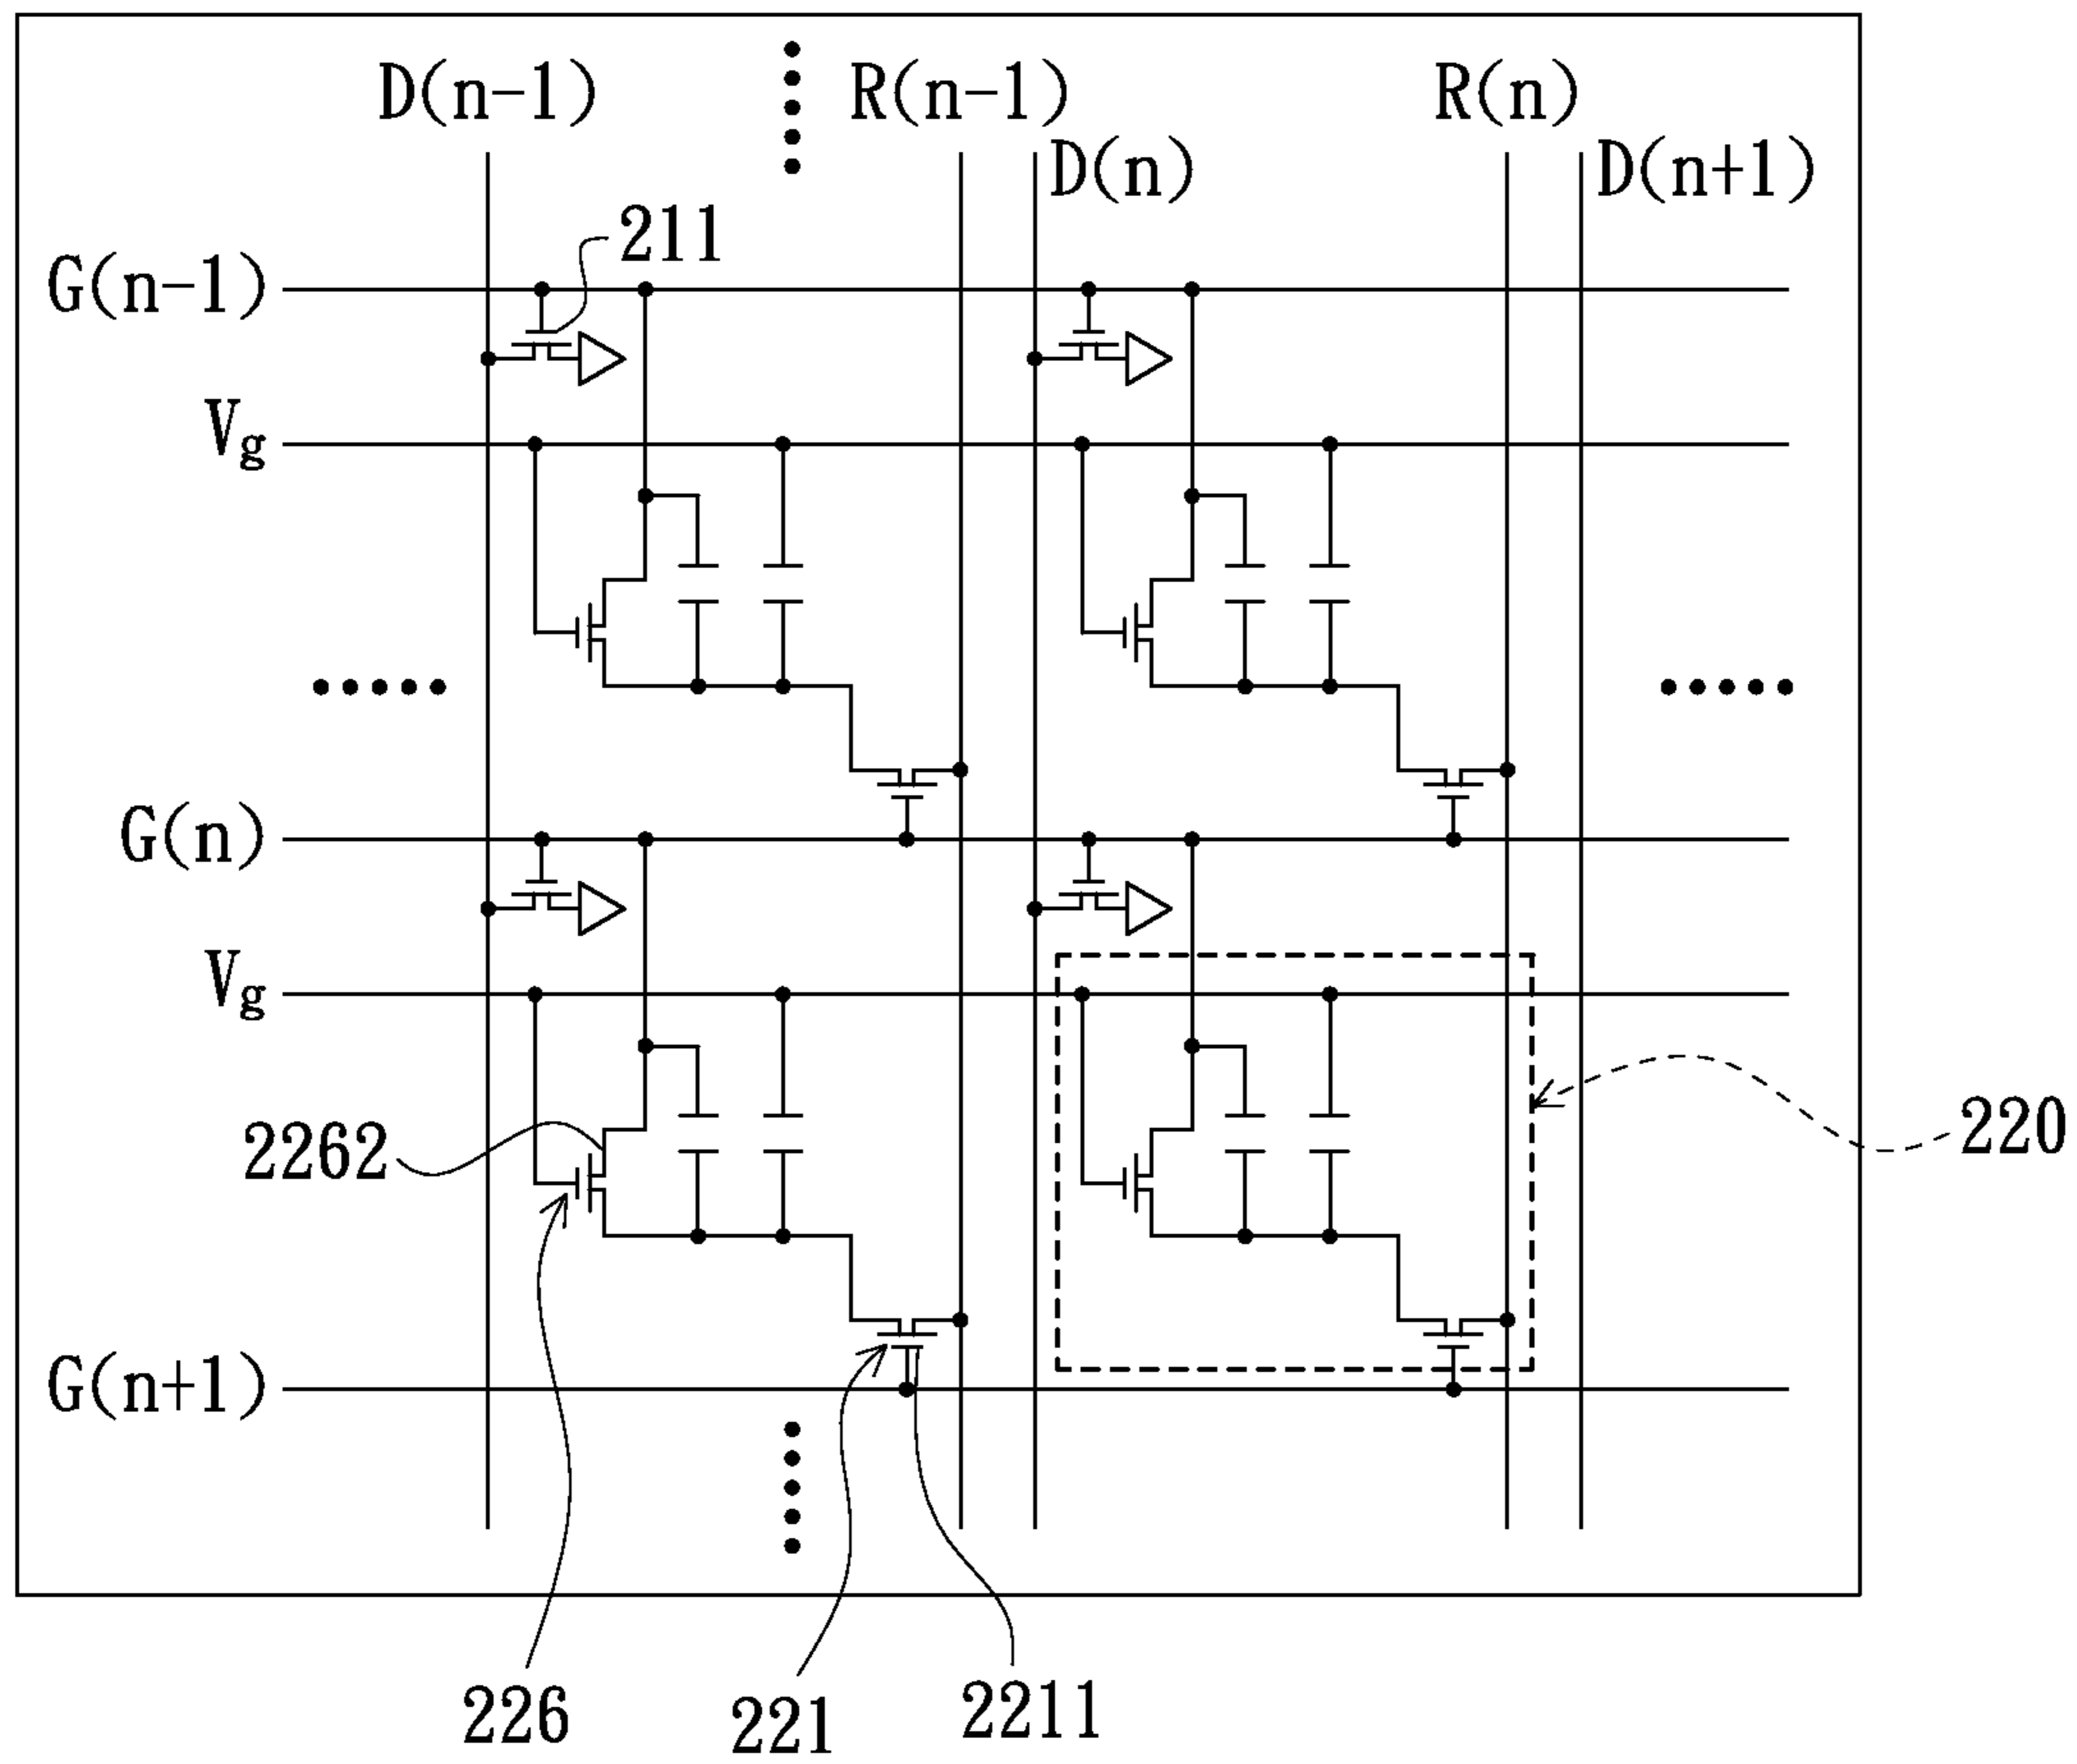 D(n-1)
R(n-1)
R(n)
D(n)
D(n+1)
211
G(n-1)
Vg
G(n)
Vg
2262
220
G(n+1)
226
221
2211